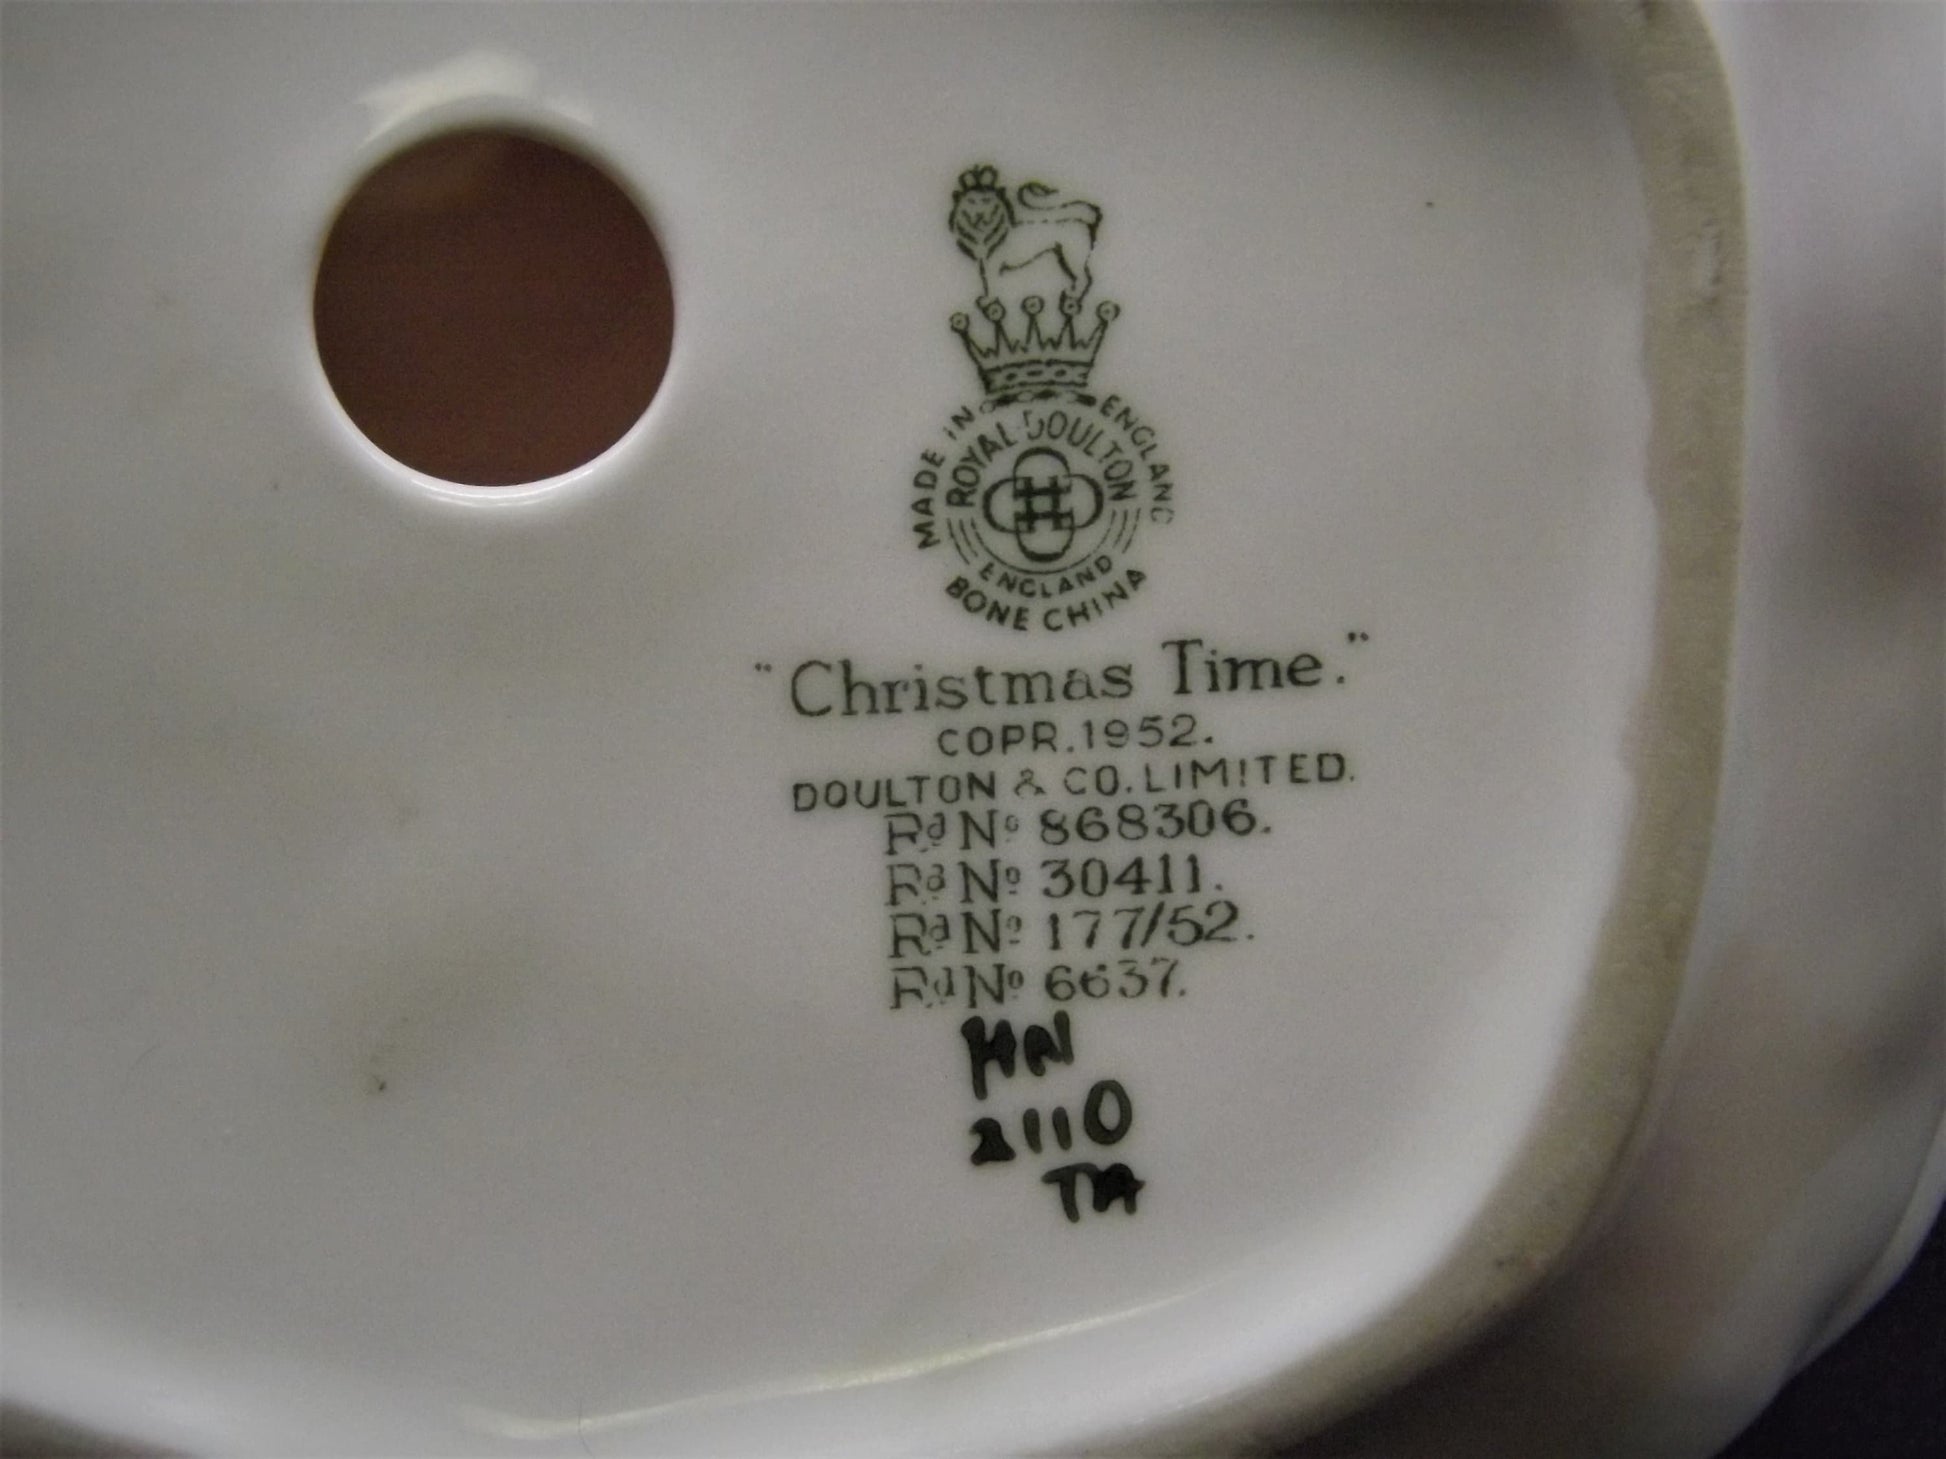 MADE IN ENGLAND
ROYAL DOULTON
ENGLAND
BONE CHINA
"Christmas Time."
COPR. 1952.
DOULTON & CO. LIMITED.
Rd No 868306.
Rd No 30411.
Rd No 177/52.
Rd No 6637.
HN
2110
TA